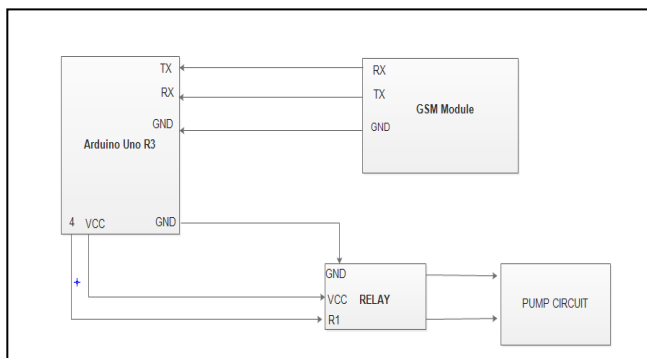 TX
RX
GND
Arduino Uno R3
4
VCC
GND
RX
TX
GND
GSM Module
GND
VCC
RELAY
R1
PUMP CIRCUIT